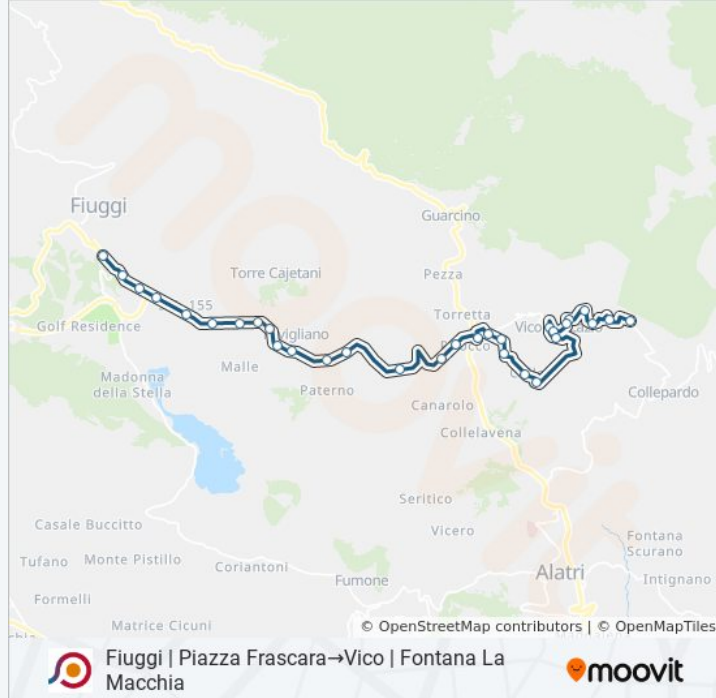 Fiuggi
Guarcino
Torre Cajetani
Pezza
155
Torretta
Golf Residence
vigliano
Vico
Malle
Madonna
della Stella
Paterno
Collepardo
Canarolo
Collelavena
Seritico
Casale Buccitto
Vicero
Fontana
Scurano
Tufano
Monte Pistillo
Coriantoni
Alatri
Fumone
Intignano
Formelli
Matrice Cicuni
© OpenStreetMap contributors | © OpenMapTiles
Fiuggi | Piazza Frascara→Vico | Fontana La
Macchia
moovit